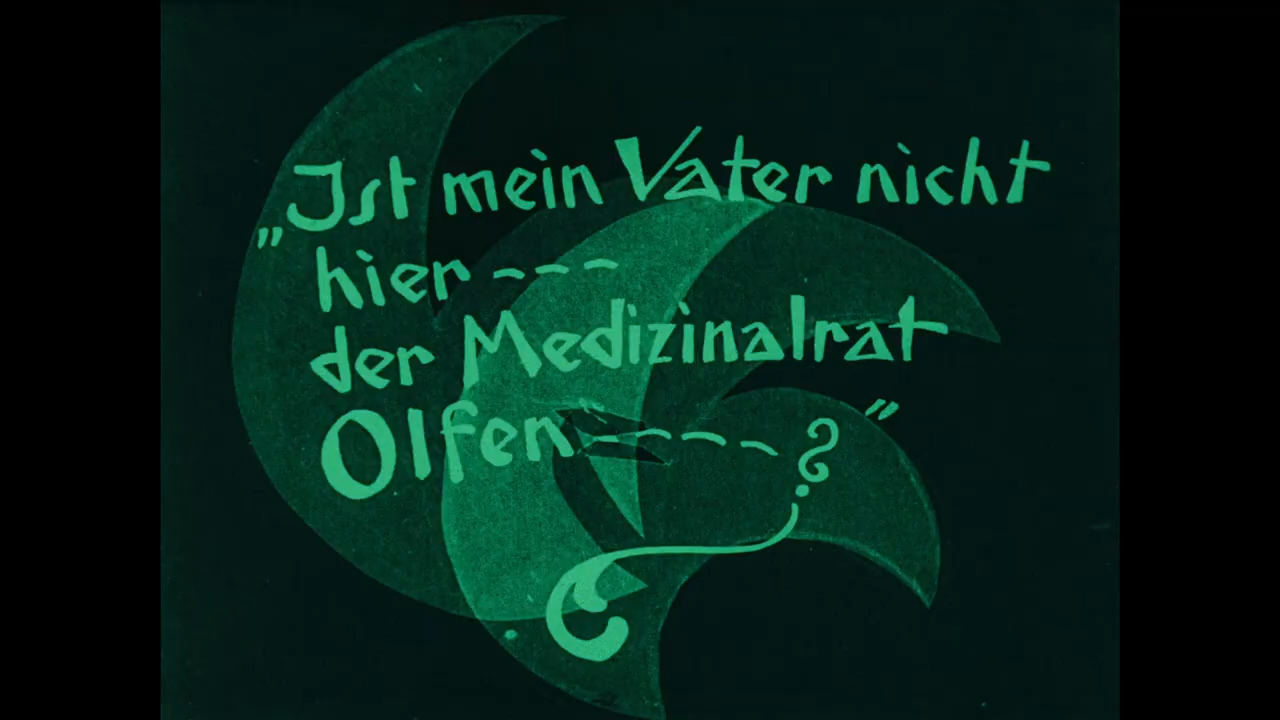 „Ist mein Vater nicht
hier - - -
der Medizinalrat
Olfen - - - - ?"